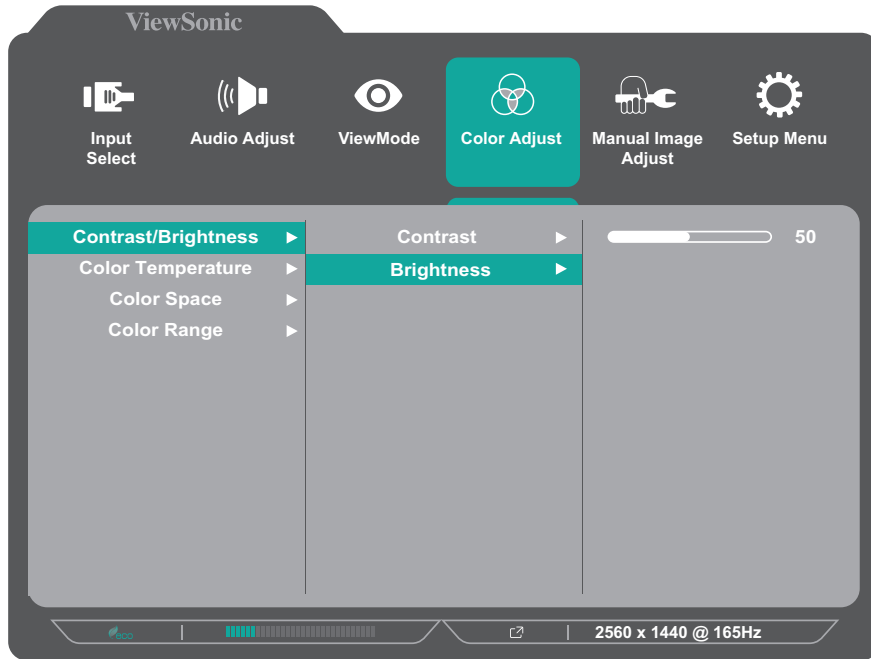 ViewSonic
Input
Select
Audio Adjust
ViewMode
Color Adjust
Manual Image
Adjust
Setup Menu
Contrast/Brightness
Color Temperature
Color Space
Color Range
Contrast
Brightness
50
eco
2560 x 1440 @ 165Hz